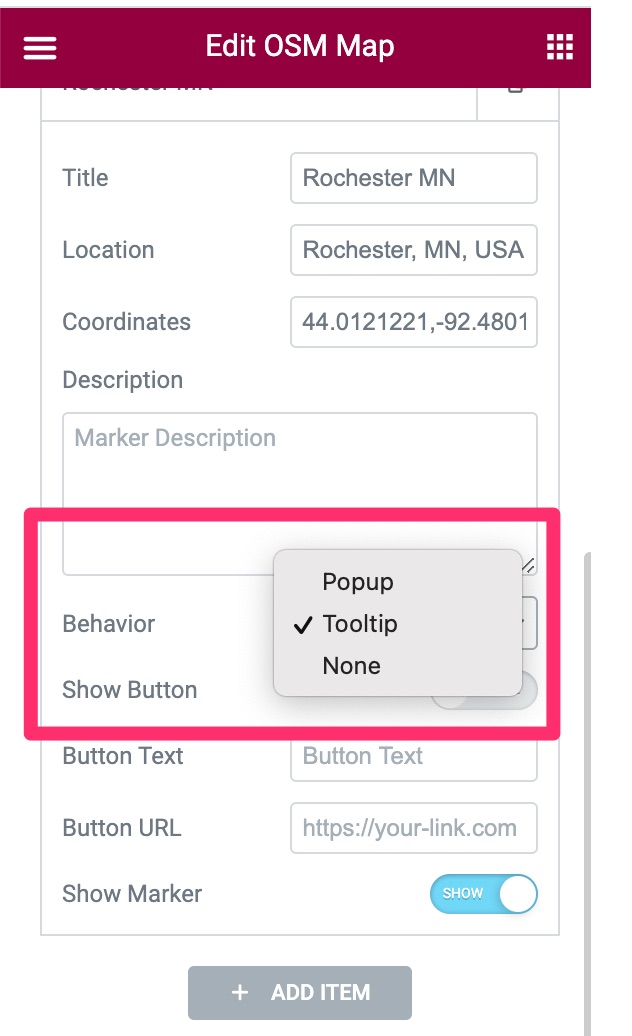 Edit OSM Map
Rochester MN
Title
Rochester MN
Location
Rochester, MN, USA
Coordinates
44.0121221,-92.4801
Description
Marker Description
Popup
Behavior
Tooltip
None
Show Button
Button Text
Button Text
Button URL
https://your-link.com
Show Marker
SHOW
+ ADD ITEM